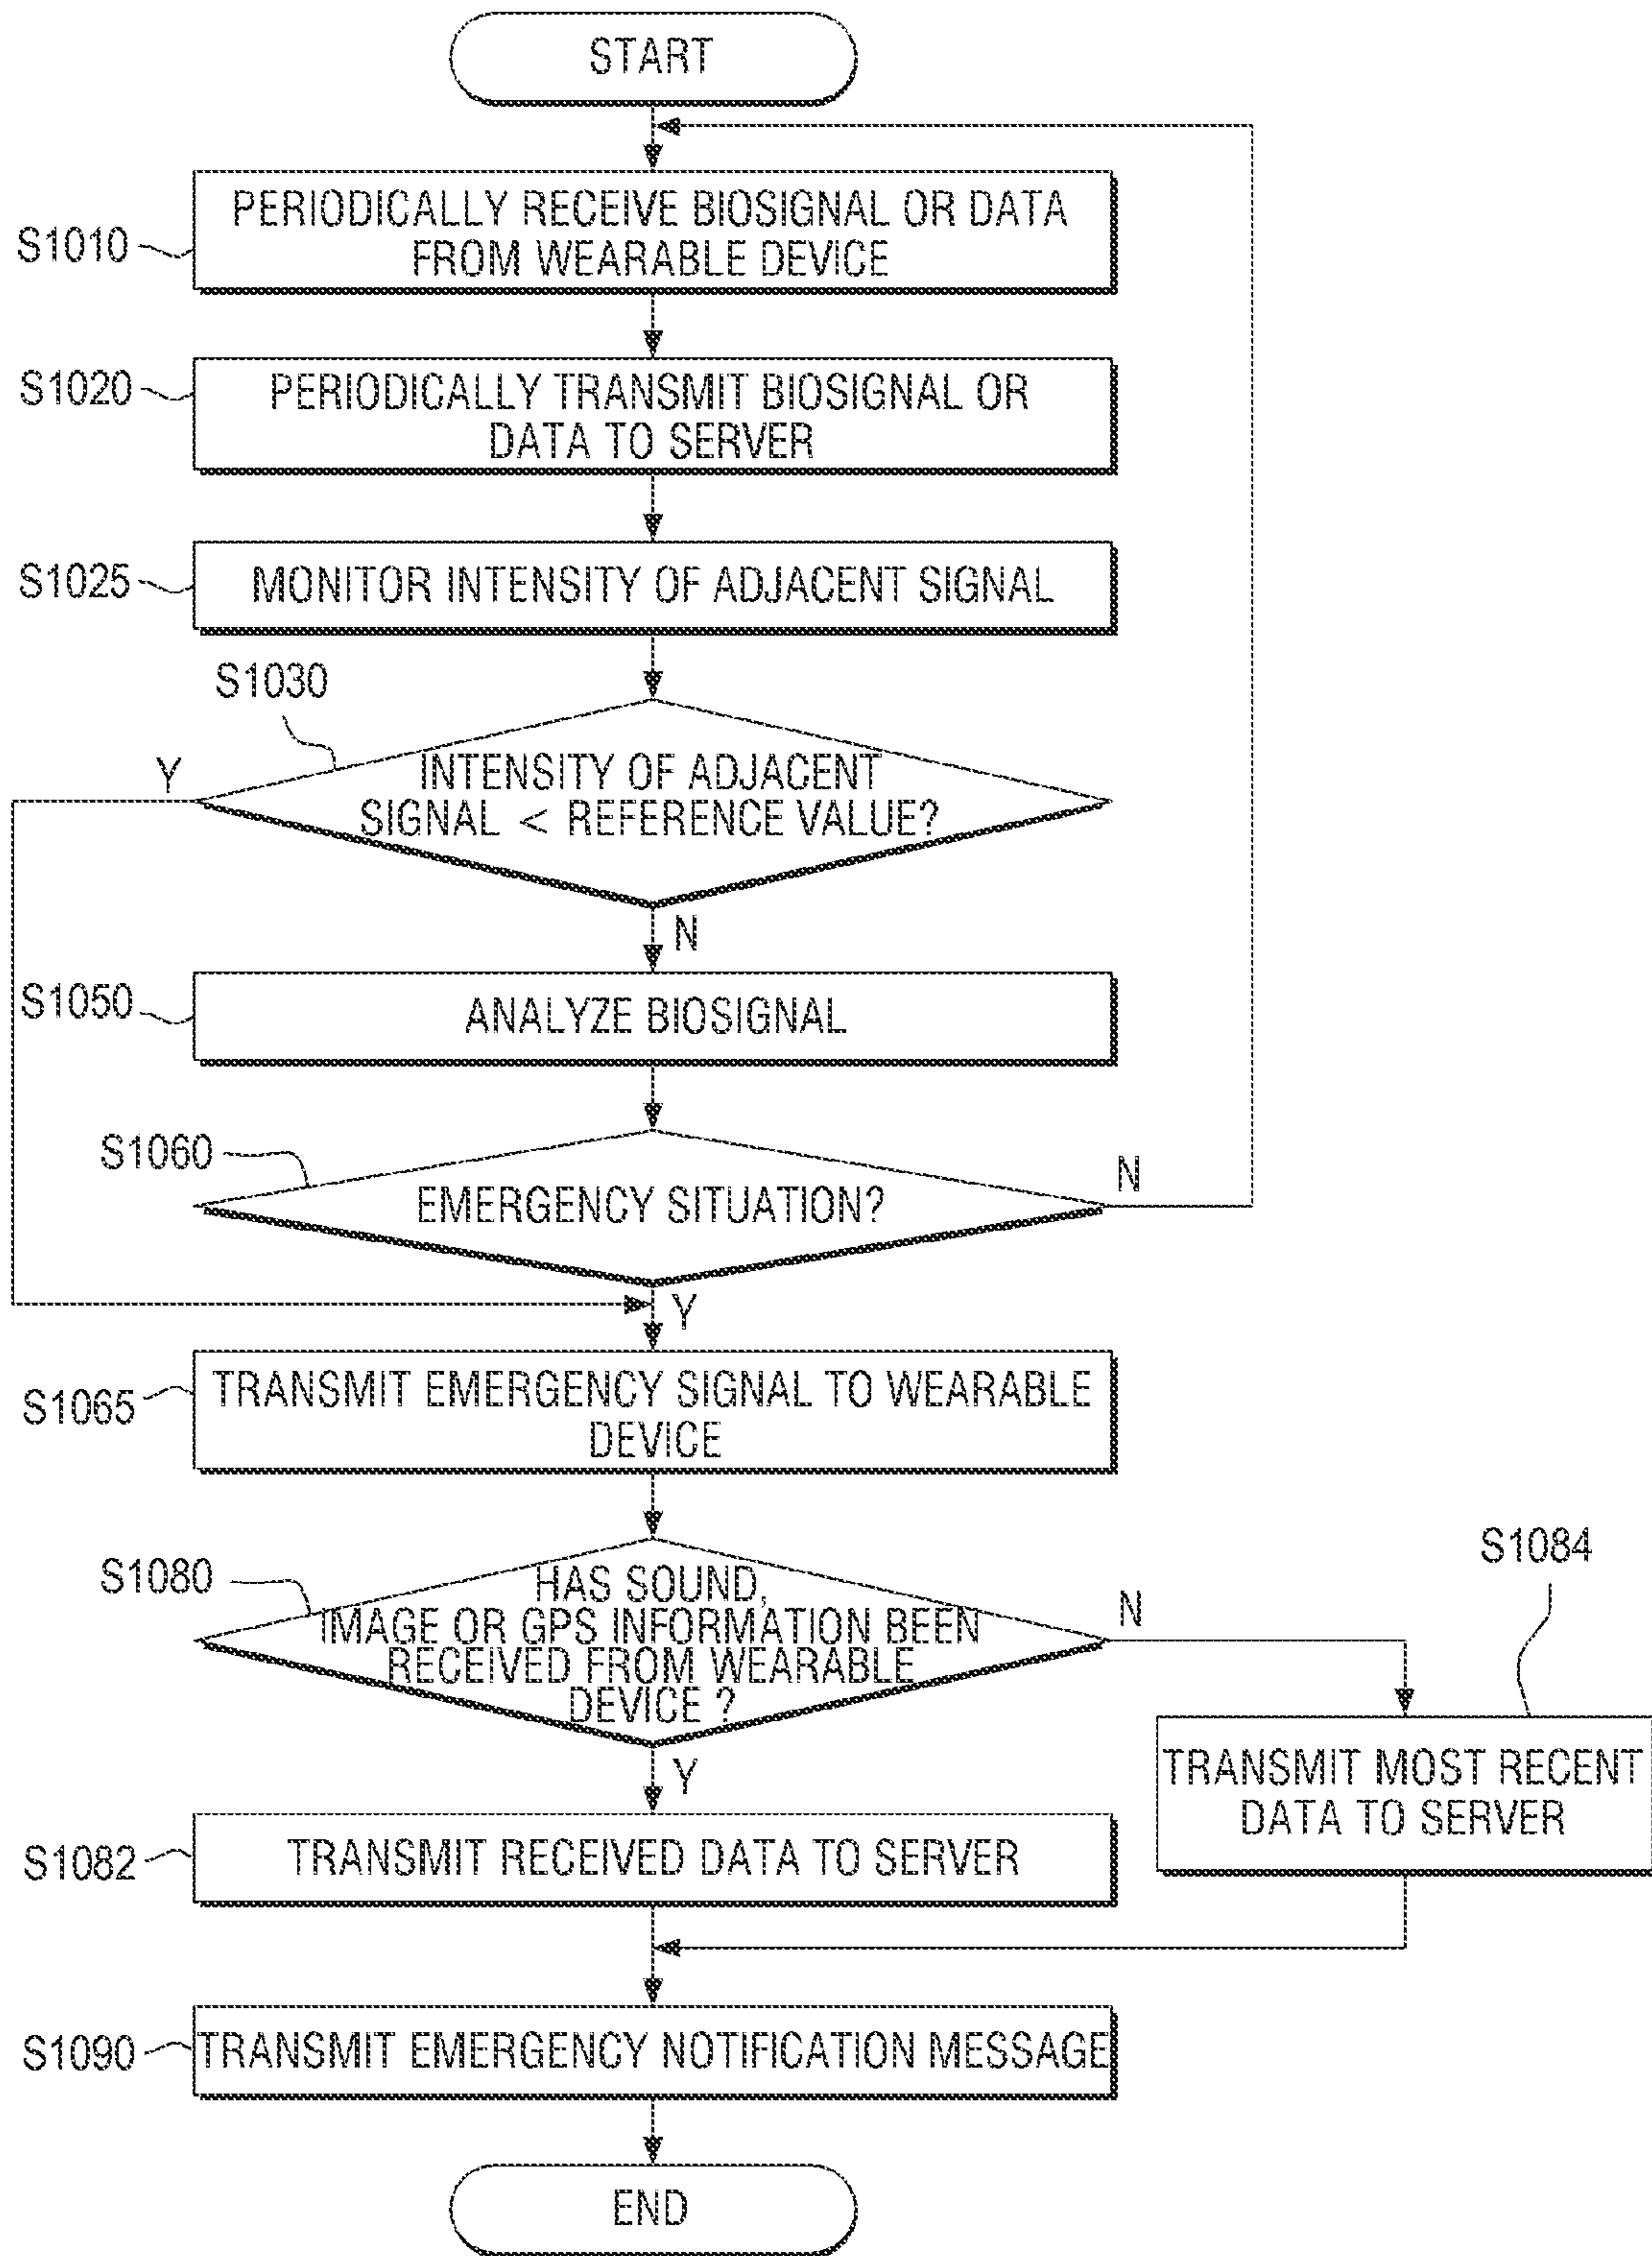 START
PERIODICALLY RECEIVE BIOSIGNAL OR DATA
FROM WEARABLE DEVICE
S1010
PERIODICALLY TRANSMIT BIOSIGNAL OR
DATA TO SERVER
S1020
MONITOR INTENSITY OF ADJACENT SIGNAL
S1025
S1030
INTENSITY OF ADJACENT
SIGNAL < REFERENCE VALUE?
Y
N
ANALYZE BIOSIGNAL
S1050
S1060
EMERGENCY SITUATION?
N
Y
TRANSMIT EMERGENCY SIGNAL TO WEARABLE
DEVICE
S1065
S1080
HAS SOUND,
IMAGE OR GPS INFORMATION BEEN
RECEIVED FROM WEARABLE
DEVICE ?
N
Y
S1084
TRANSMIT MOST RECENT
DATA TO SERVER
TRANSMIT RECEIVED DATA TO SERVER
S1082
TRANSMIT EMERGENCY NOTIFICATION MESSAGE
S1090
END